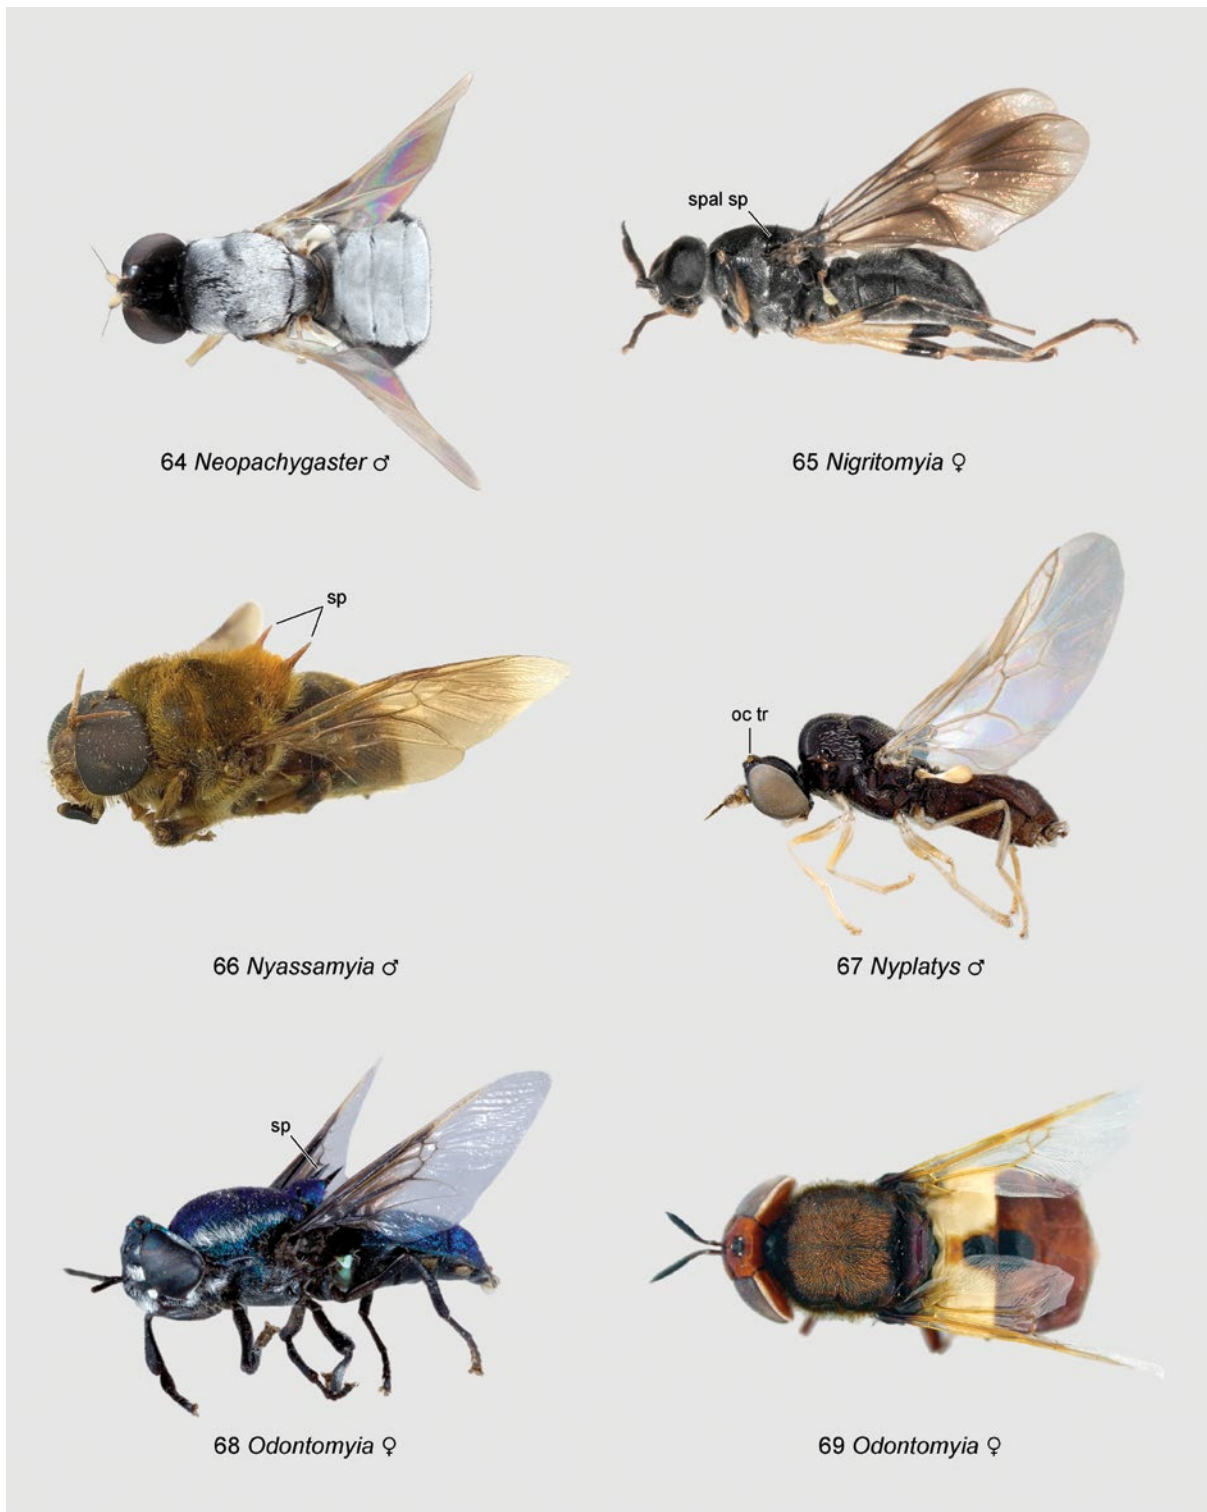 spal sp
64 Neopachygaster ♂
65 Nigritomyia ♀
sp
oc tr
66 Nyassamyia ♂
67 Nyplatys ♂
sp
68 Odontomyia ♀
69 Odontomyia ♀